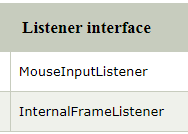 Listener interface
MouseInputListener
InternalFrameListener